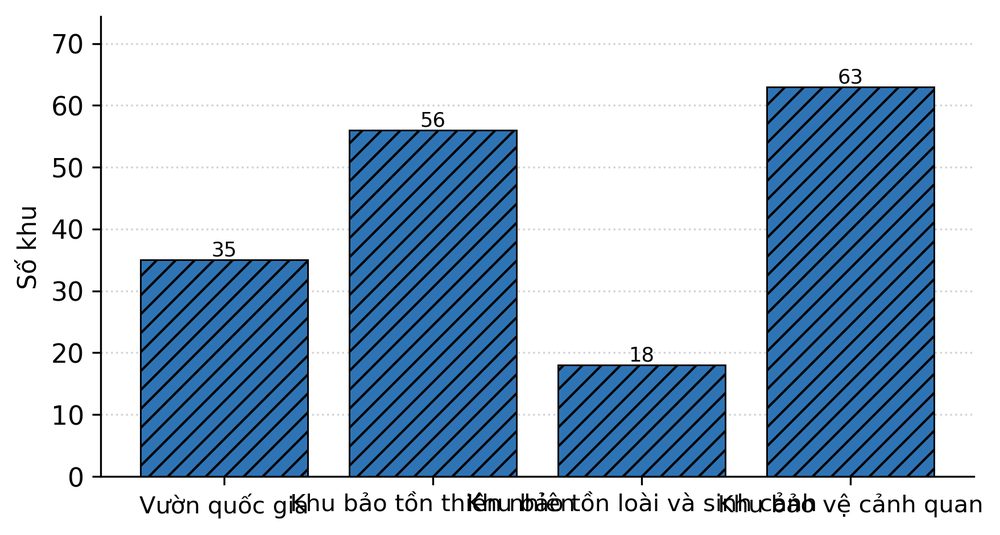 Số khu
70
60
50
40
30
20
10
0
35
56
18
63
Vườn quốc gia
Khu bảo tồn thiên nhiên
Khu bảo tồn loài và sinh cảnh
Khu bảo vệ cảnh quan